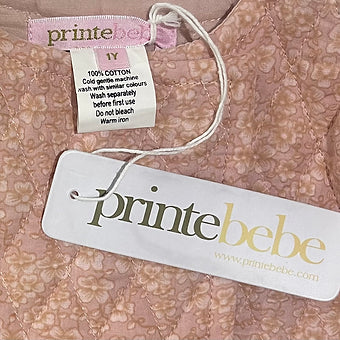 printebebe
1Y
100% COTTON
Cold gentle machine
wash with similar colours
Wash separately
before first use
Do not bleach
Warm iron
printebebe
www.printebebe.com